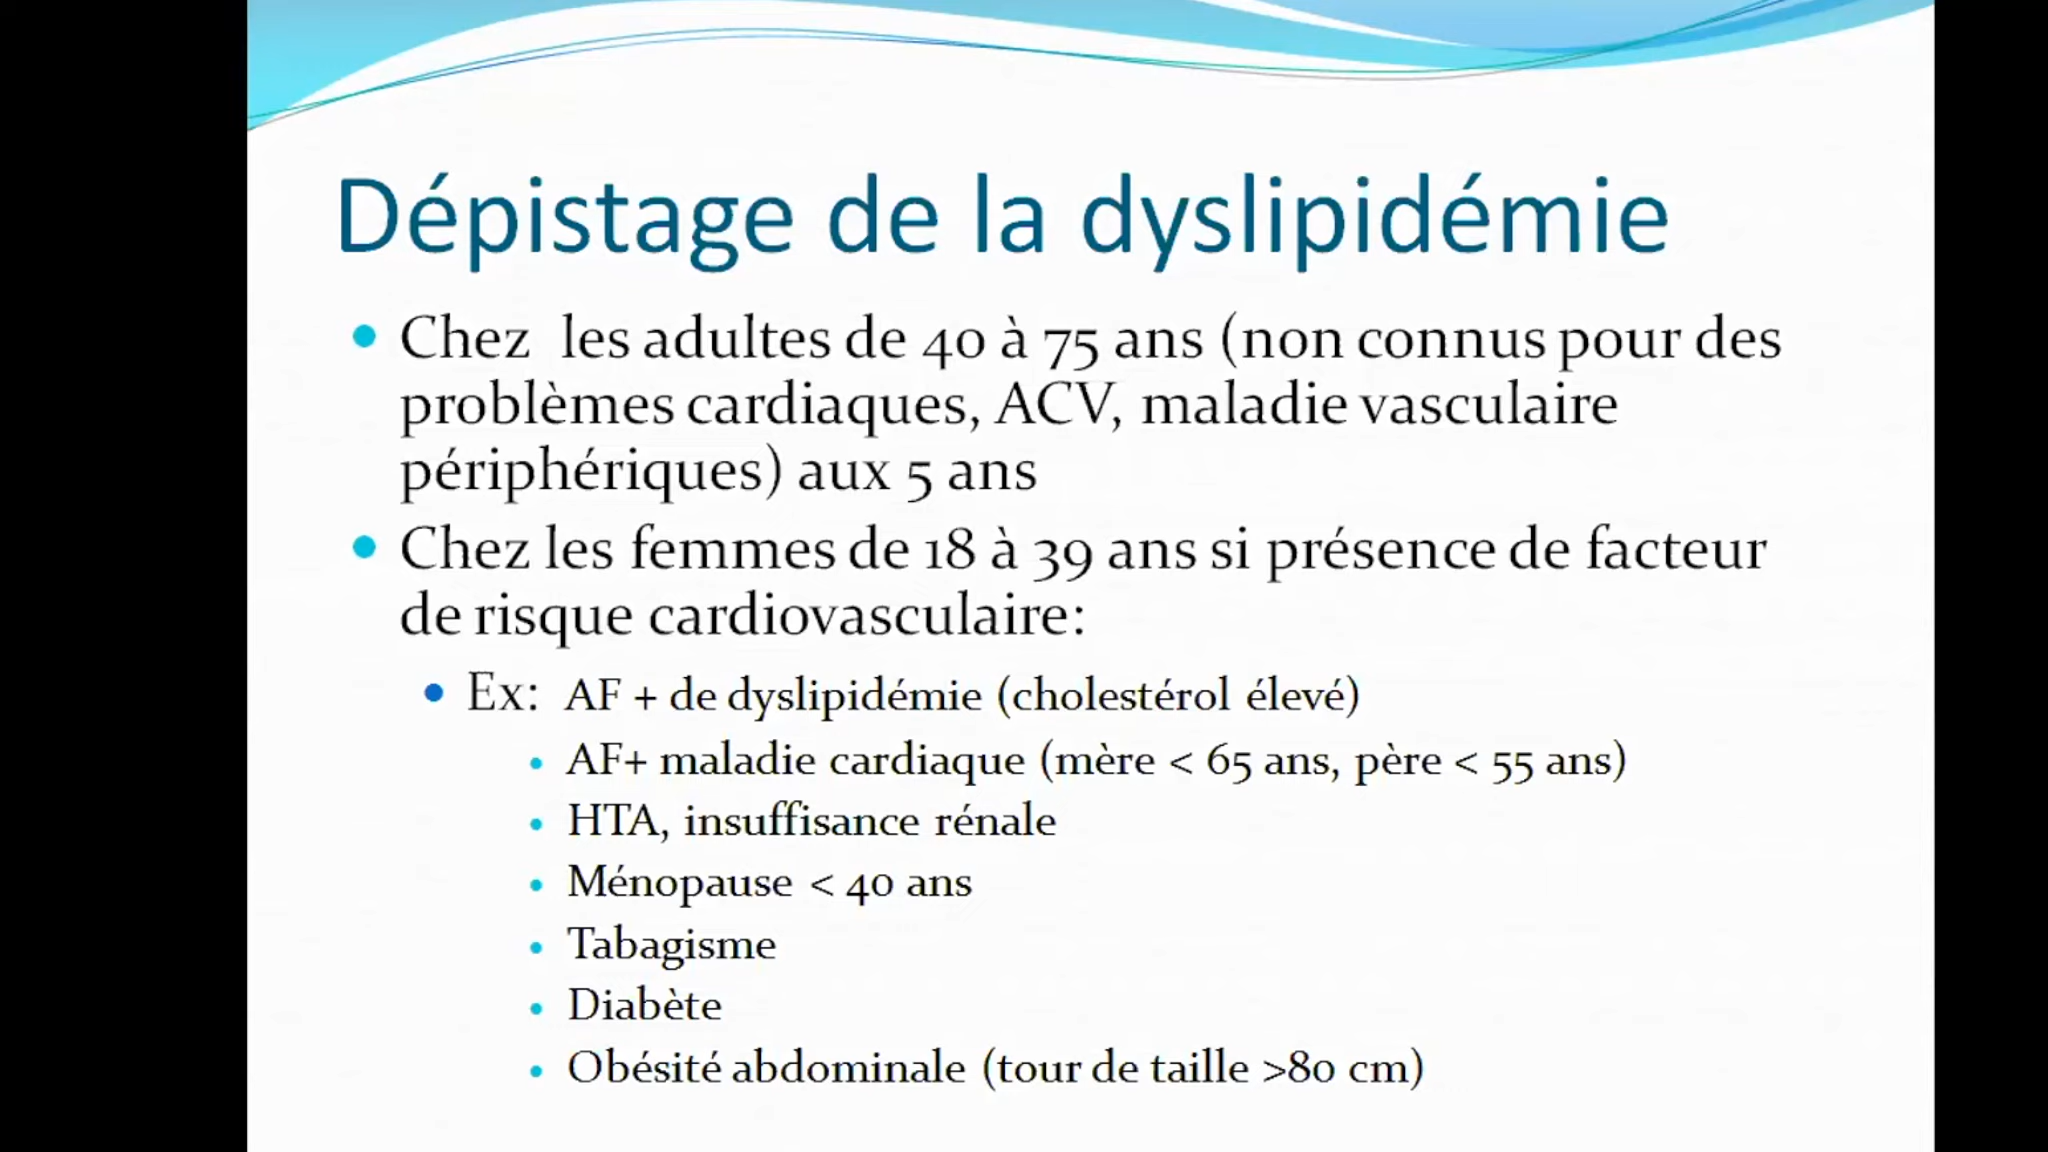 Dépistage de la dyslipidémie
• Chez les adultes de 40 à 75 ans (non connus pour des
problèmes cardiaques, ACV, maladie vasculaire
périphériques) aux 5 ans
• Chez les femmes de 18 à 39 ans si présence de facteur
de risque cardiovasculaire:
• Ex: AF + de dyslipidémie (cholestérol élevé)
• AF+ maladie cardiaque (mère < 65 ans, père < 55 ans)
• HTA, insuffisance rénale
• Ménopause < 40 ans
• Tabagisme
• Diabète
• Obésité abdominale (tour de taille >80 cm)